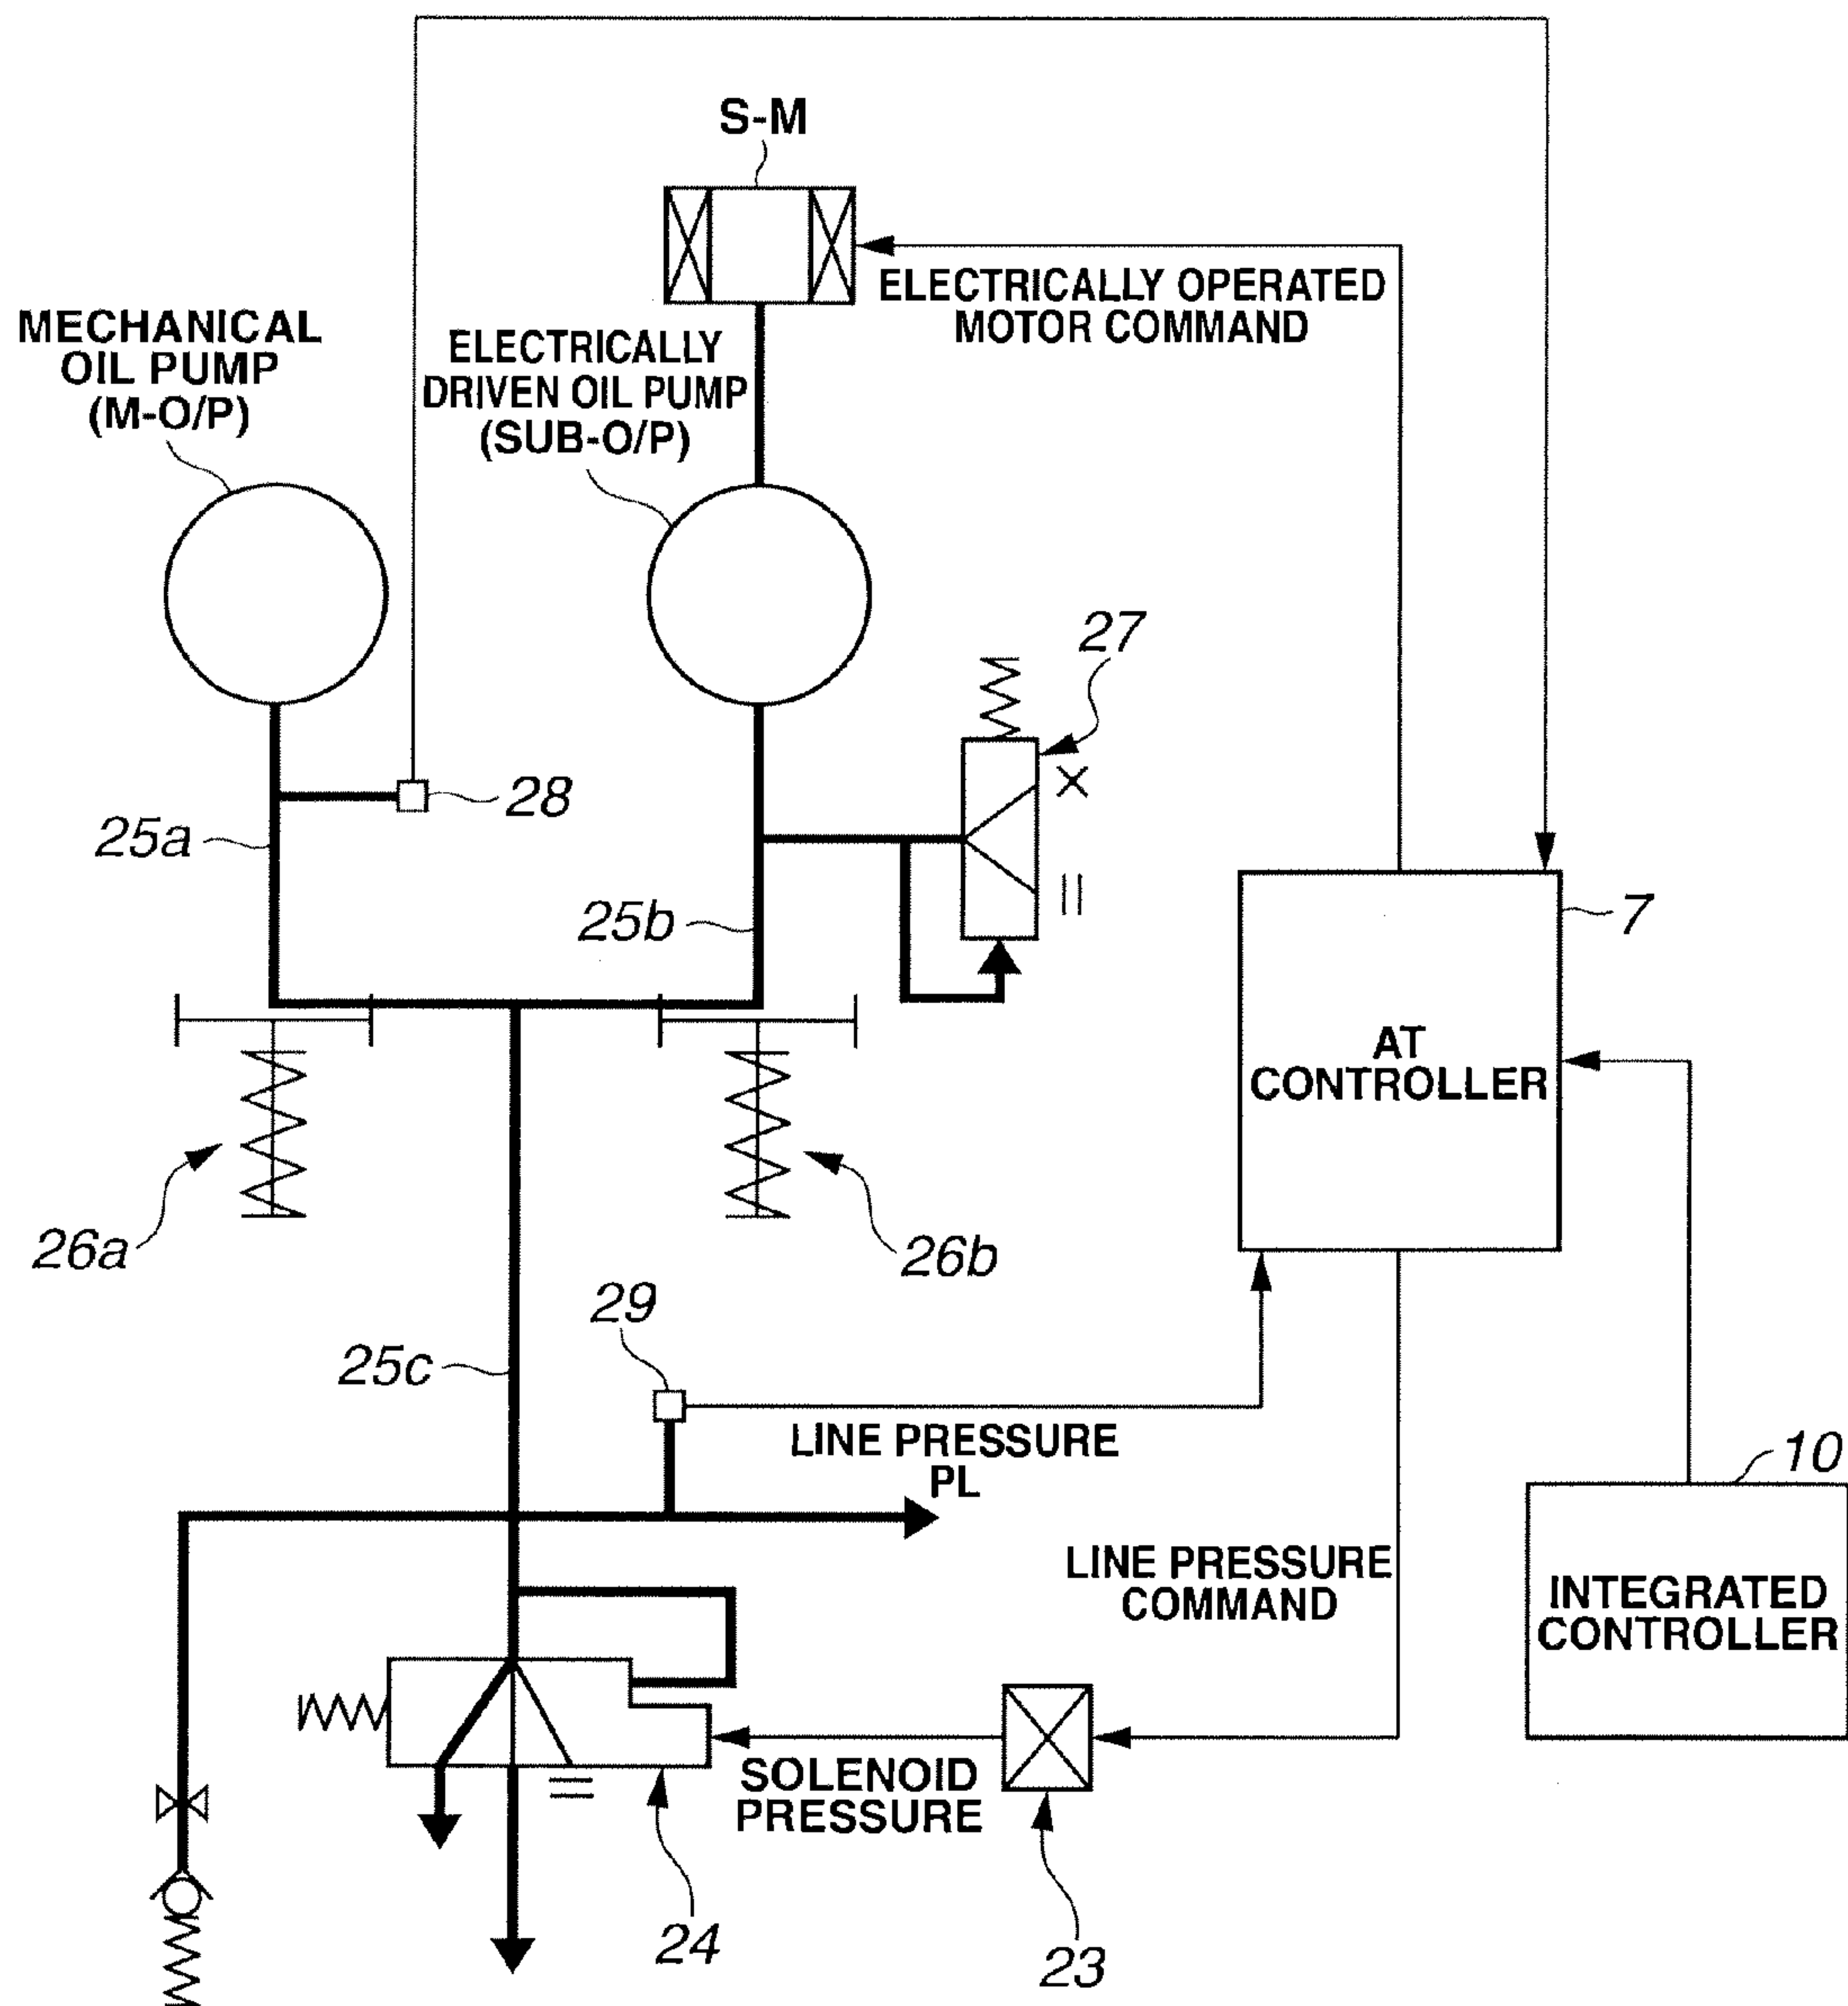 S-M
ELECTRICALLY OPERATED
MOTOR COMMAND
MECHANICAL
OIL PUMP
(M-O/P)
ELECTRICALLY
DRIVEN OIL PUMP
(SUB-O/P)
27
28
25a
25b
7
AT
CONTROLLER
26a
26b
29
25c
LINE PRESSURE
PL
10
LINE PRESSURE
COMMAND
INTEGRATED
CONTROLLER
SOLENOID
PRESSURE
24
23